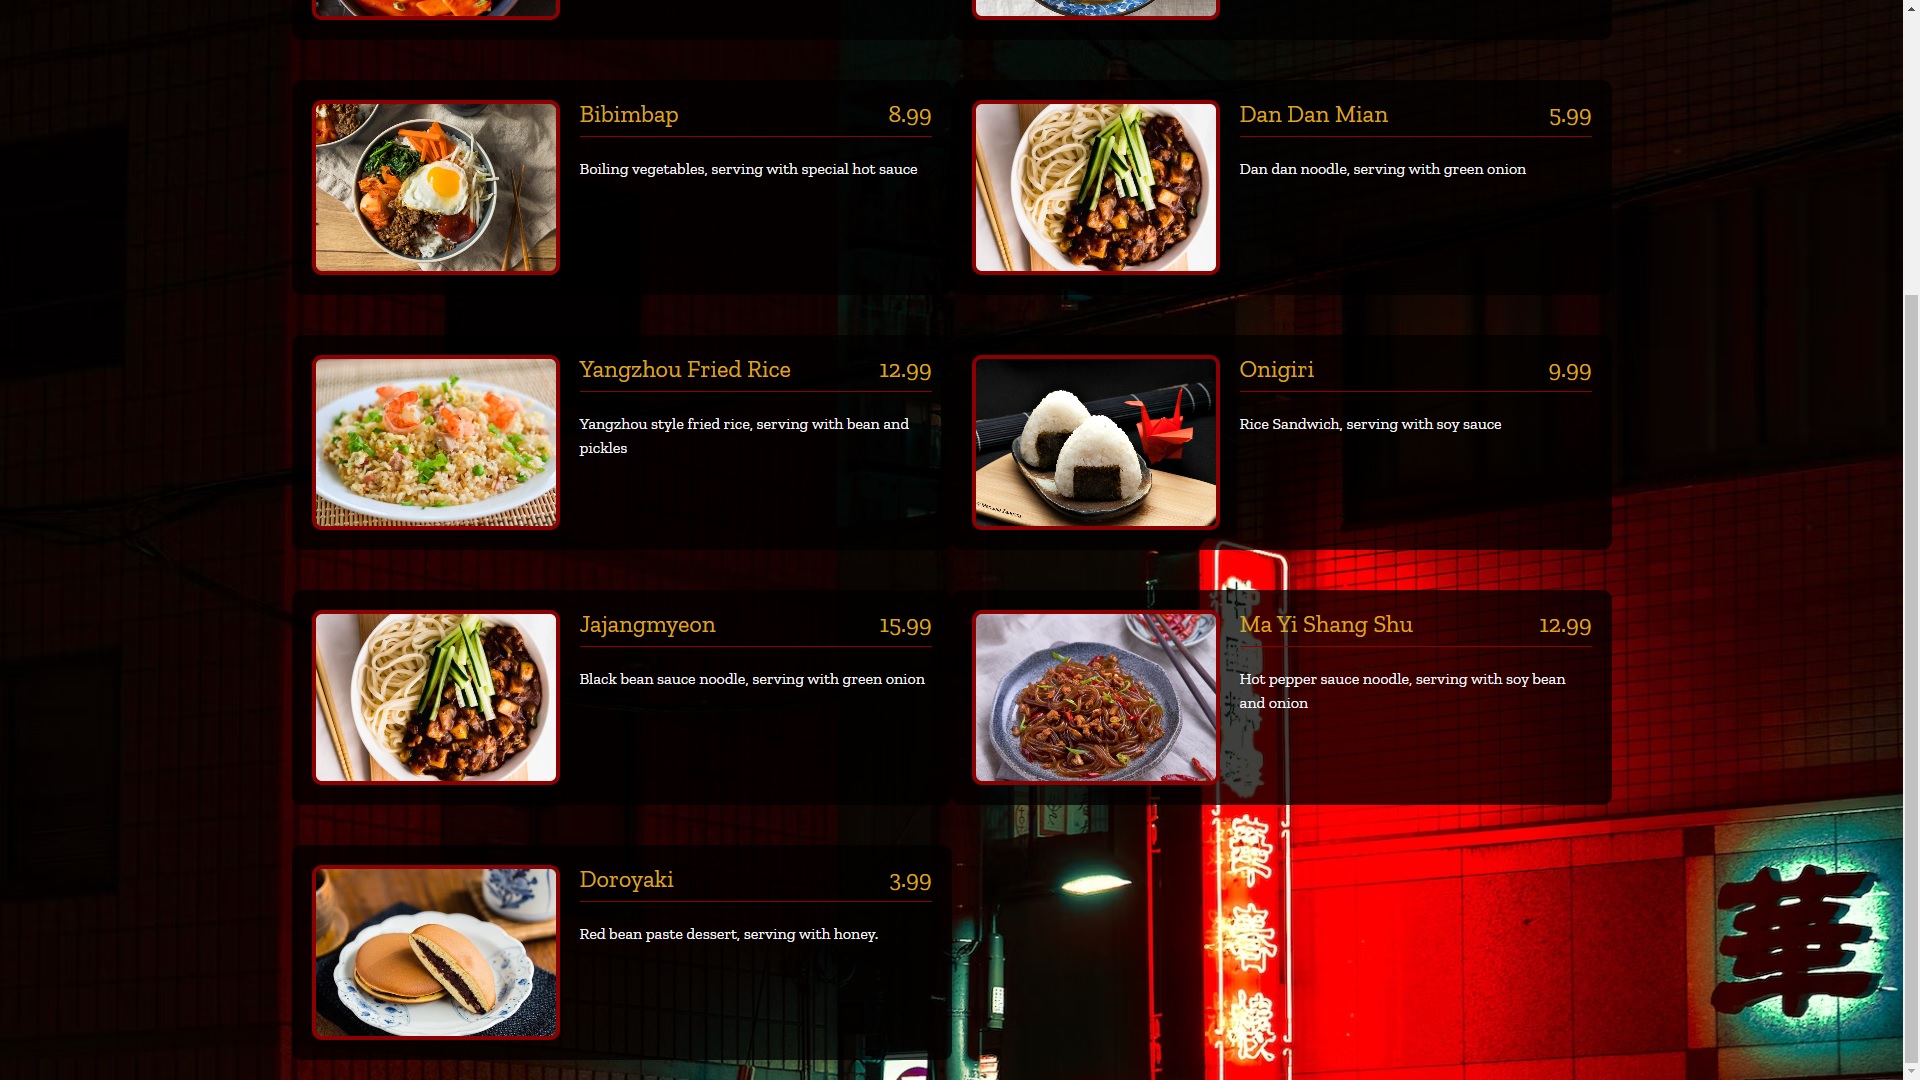 Bibimbap 8.99
Boiling vegetables, serving with special hot sauce
Dan Dan Mian 5.99
Dan dan noodle, serving with green onion
Yangzhou Fried Rice 12.99
Yangzhou style fried rice, serving with bean and
pickles
Onigiri 9.99
Rice Sandwich, serving with soy sauce
Jajangmyeon 15.99
Black bean sauce noodle, serving with green onion
Ma Yi Shang Shu 12.99
Hot pepper sauce noodle, serving with soy bean
and onion
Doroyaki 3.99
Red bean paste dessert, serving with honey.
華